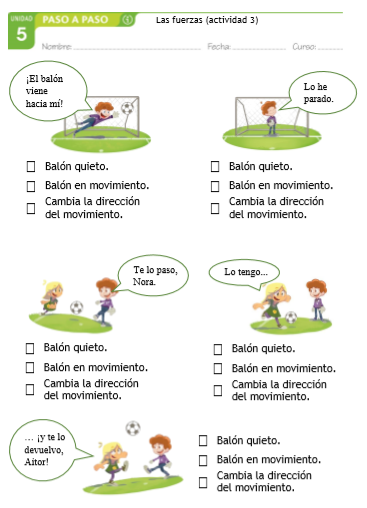 UNIDAD 5
PASO A PASO
Las fuerzas (actividad 3)
Nombre: Fecha: Curso:
¡El balón
viene
hacia mí!
☐ Balón quieto.
☐ Balón en movimiento.
☐ Cambia la dirección
del movimiento.
Lo he
parado.
☐ Balón quieto.
☐ Balón en movimiento.
☐ Cambia la dirección
del movimiento.
Te lo paso,
Nora.
☐ Balón quieto.
☐ Balón en movimiento.
☐ Cambia la dirección
del movimiento.
Lo tengo...
☐ Balón quieto.
☐ Balón en movimiento.
☐ Cambia la dirección
del movimiento.
... ¡y te lo
devuelvo,
Aitor!
☐ Balón quieto.
☐ Balón en movimiento.
☐ Cambia la dirección
del movimiento.